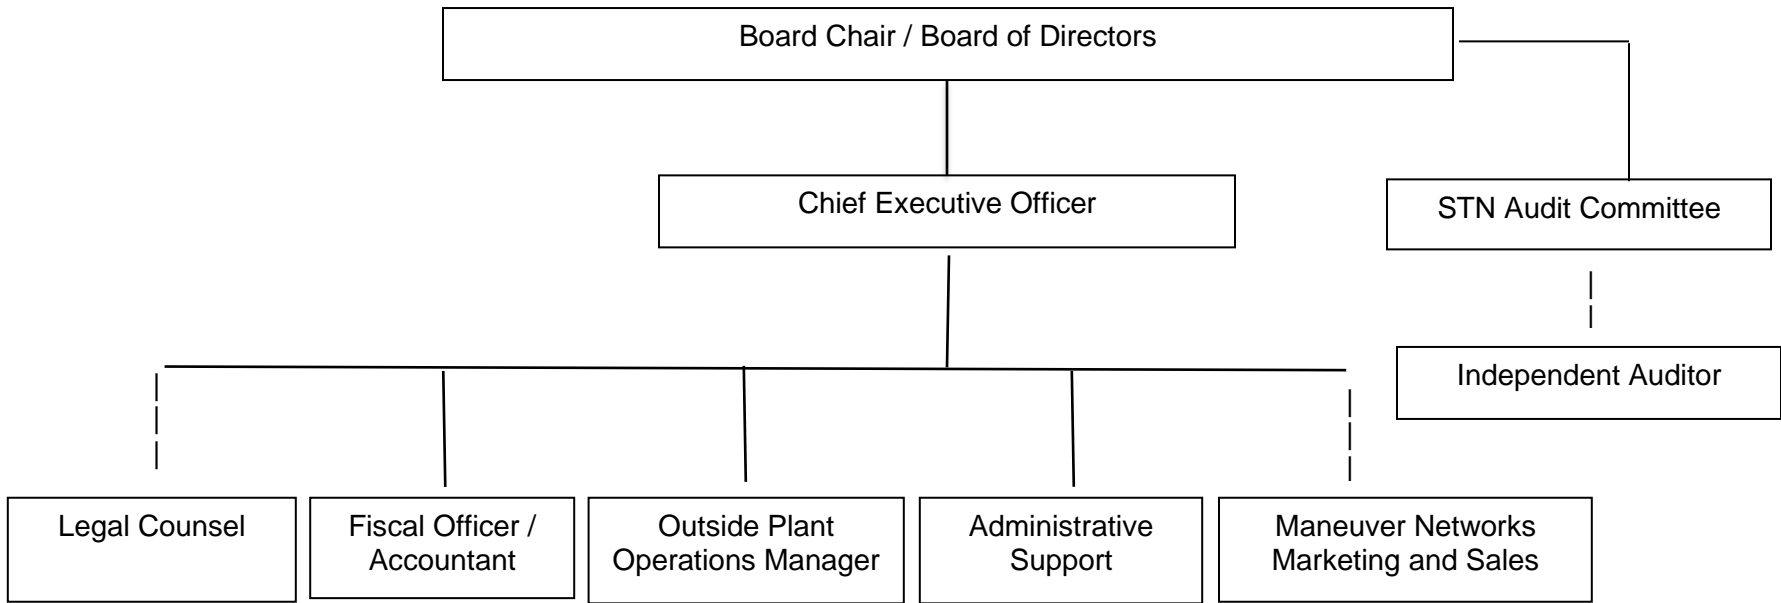 Board Chair / Board of Directors
Chief Executive Officer
STN Audit Committee
Independent Auditor
Legal Counsel
Fiscal Officer /
Accountant
Outside Plant
Operations Manager
Administrative
Support
Maneuver Networks
Marketing and Sales